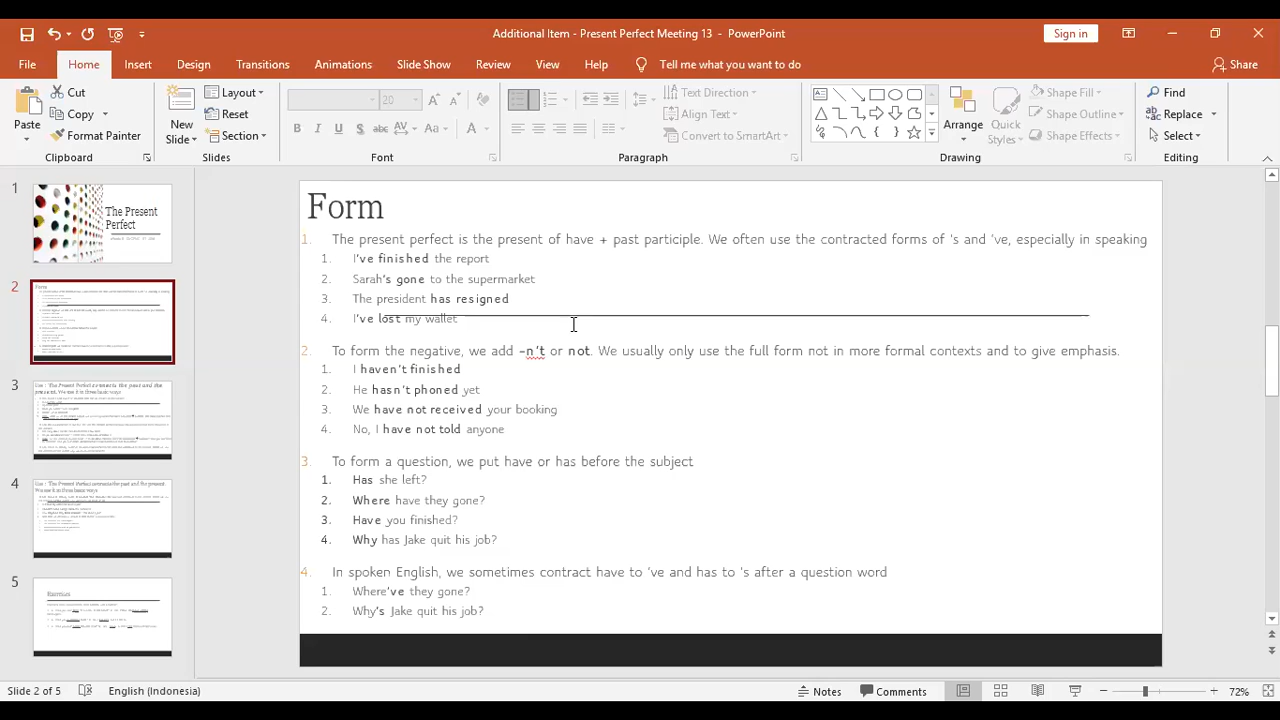 Additional Item - Present Perfect Meeting 13 - PowerPoint
Sign in
File Home Insert Design Transitions Animations Slide Show Review View Help Tell me what you want to do Share
Cut
Copy
Format Painter
Paste
Clipboard
New Slide
Layout
Reset
Section
Slides
20
Font
Text Direction
Align Text
Convert to SmartArt
Paragraph
Arrange
Quick Styles
Shape Fill
Shape Outline
Shape Effects
Drawing
Find
Replace
Select
Editing
1
The Present
Perfect
2
3
4
5
Form
1. The present perfect is the present of have + past participle. We often use the contracted forms of 's and 've, especially in speaking
1. I've finished the report
2. Sarah's gone to the supermarket
3. The president has resigned
4. I've lost my wallet
2. To form the negative, we add –n't or not. We usually only use the full form not in more formal contexts and to give emphasis.
1. I haven't finished
2. He hasn't phoned yet
3. We have not received your booking
4. No, I have not told anyone
3. To form a question, we put have or has before the subject
1. Has she left?
2. Where have they gone?
3. Have you finished?
4. Why has Jake quit his job?
4. In spoken English, we sometimes contract have to 've and has to 's after a question word
1. Where've they gone?
2. Why's Jake quit his job?
Slide 2 of 5 English (Indonesia) Notes Comments 72%